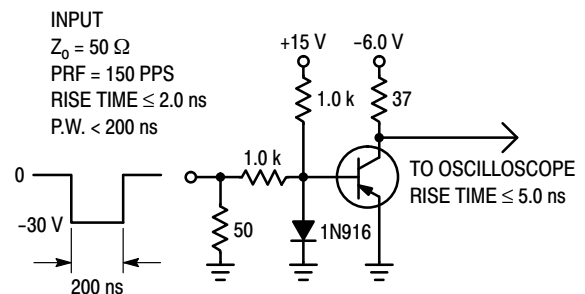 INPUT
Zo = 50 Ω
PRF = 150 PPS
RISE TIME ≤ 2.0 ns
P.W. < 200 ns
+15 V
−6.0 V
1.0 k
37
1.0 k
TO OSCILLOSCOPE
RISE TIME ≤ 5.0 ns
0
−30 V
50
1N916
200 ns